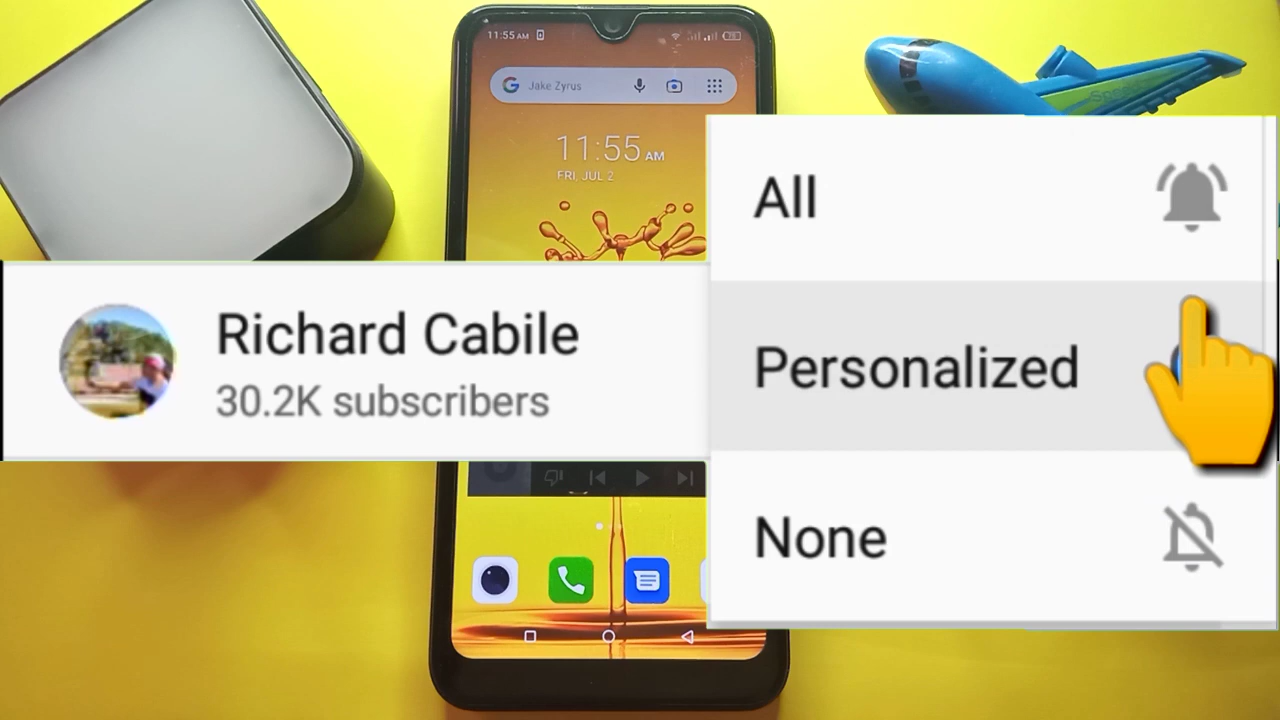 11:55 AM
Jake Zyrus
11:55 AM
FRI, JUL 2
All
Richard Cabile
30.2K subscribers
Personalized
None